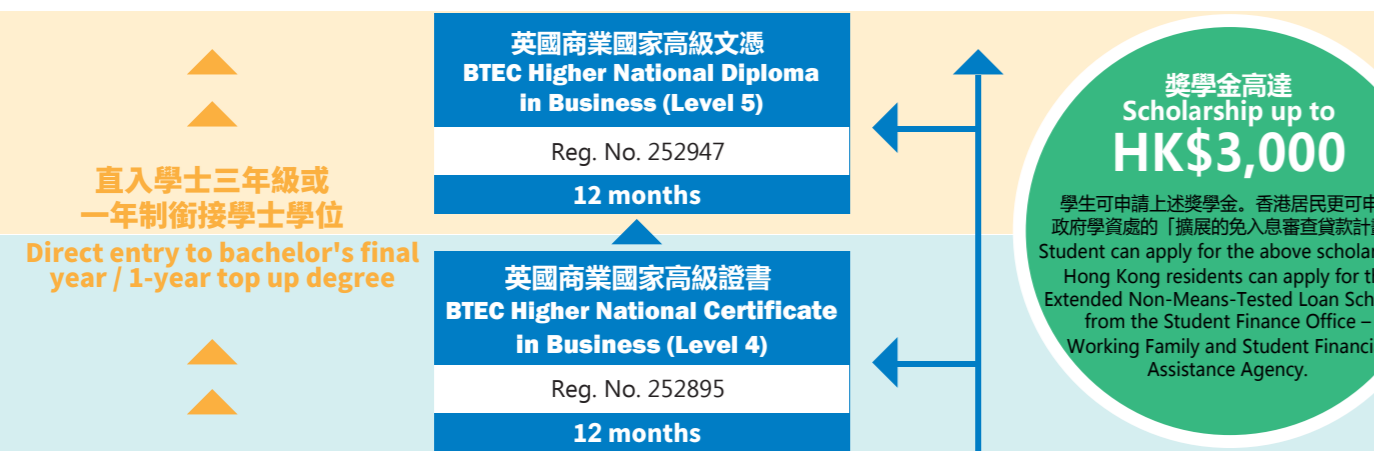 直入學士三年級或
一年制銜接學士學位
Direct entry to bachelor's final
year / 1-year top up degree
英國商業國家高級文憑
BTEC Higher National Diploma
in Business (Level 5)
Reg. No. 252947
12 months
英國商業國家高級證書
BTEC Higher National Certificate
in Business (Level 4)
Reg. No. 252895
12 months
獎學金高達
Scholarship up to
HK$3,000
學生可申請上述獎學金。香港居民更可申
政府學資處的「擴展的免入息審查貸款計
Student can apply for the above
Hong Kong residents can apply for
Extended Non-Means-Tested Loan
from the Student Finance Office –
Working Family and Student
Assistance Agency.